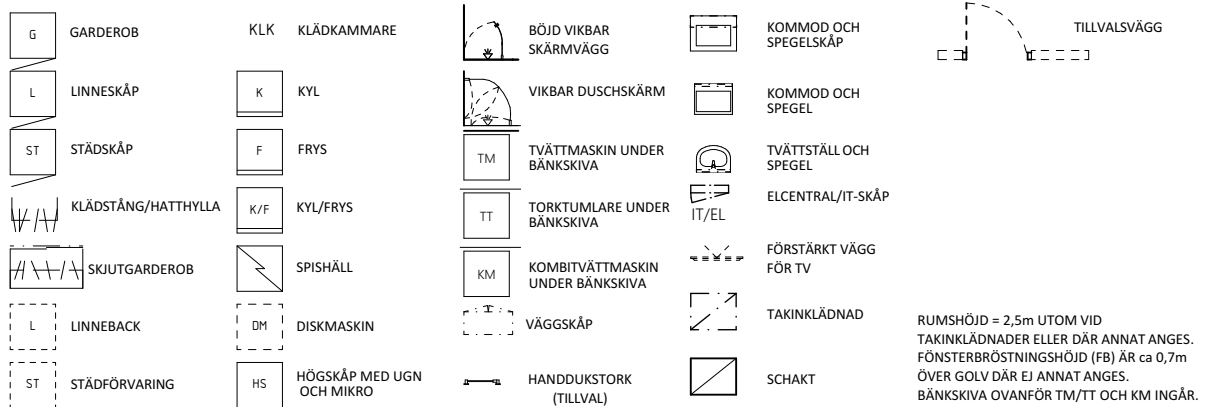 G
GARDEROB
L
LINNESKÅP
ST
STÄDSKÅP
KLÄDSTÅNG/HATTHYLLA
SKJUTGARDEROB
L
LINNEBACK
ST
STÄDFÖRVARING
KLK
KLÄDKAMMARE
K
KYL
F
FRYS
K/F
KYL/FRYS
SPISHÄLL
DM
DISKMASKIN
HS
HÖGSKÅP MED UGN
OCH MIKRO
BÖJD VIKBAR
SKÄRMVÄGG
VIKBAR DUSCHSKÄRM
TM
TVÄTTMASKIN UNDER
BÄNKSKIVA
TT
TORKTUMLARE UNDER
BÄNKSKIVA
KM
KOMBITVÄTTMASKIN
UNDER BÄNKSKIVA
VÄGGSKÅP
HANDDUKSTORK
(TILLVAL)
KOMMOD OCH
SPEGELSKÅP
KOMMOD OCH
SPEGEL
TVÄTTSTÄLL OCH
SPEGEL
IT/EL
ELCENTRAL/IT-SKÅP
FÖRSTÄRKT VÄGG
FÖR TV
TAKINKLÄDNAD
SCHAKT
TILLVALSVÄGG
RUMSHÖJD = 2,5m UTOM VID
TAKINKLÄDNADER ELLER DÄR ANNAT ANGES.
FÖNSTERBRÖSTNINGSHÖJD (FB) ÄR ca 0,7m
ÖVER GOLV DÄR EJ ANNAT ANGES.
BÄNKSKIVA OVANFÖR TM/TT OCH KM INGÅR.